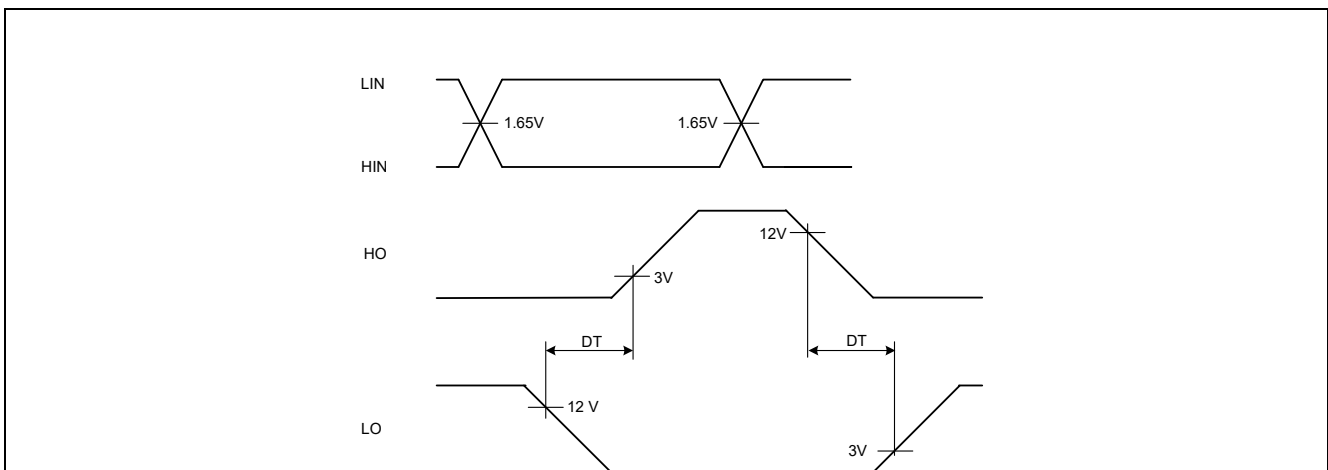 LIN
1.65V 1.65V
HIN
12V
HO
3V
DT DT
12 V
LO
3V